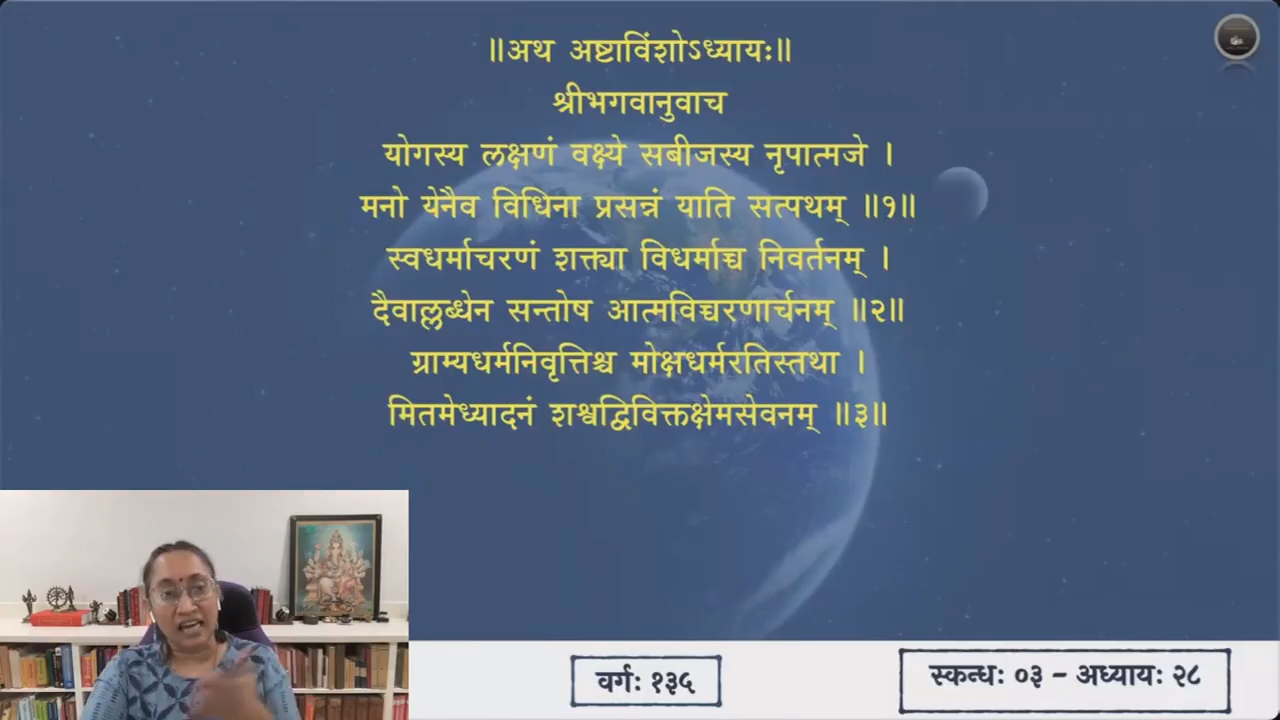 ॥अथ अष्टाविंशोऽध्यायः॥
श्रीभगवानुवाच
योगस्य लक्षणं वक्ष्ये सबीजस्य नृपात्मजे ।
मनो येनैव विधिना प्रसन्नं याति सत्पथम् ॥१॥
स्वधर्माचरणं शक्त्या विधर्माच्च निवर्तनम् ।
दैवाल्लब्धेन सन्तोष आत्मविच्चरणार्चनम् ॥२॥
ग्राम्यधर्मनिवृत्तिश्च मोक्षधर्मरतिस्तथा ।
मितमेध्यादनं शश्वद्विविक्तक्षेमसेवनम् ॥३॥
वर्गः १३५
स्कन्धः ०३ - अध्यायः २८